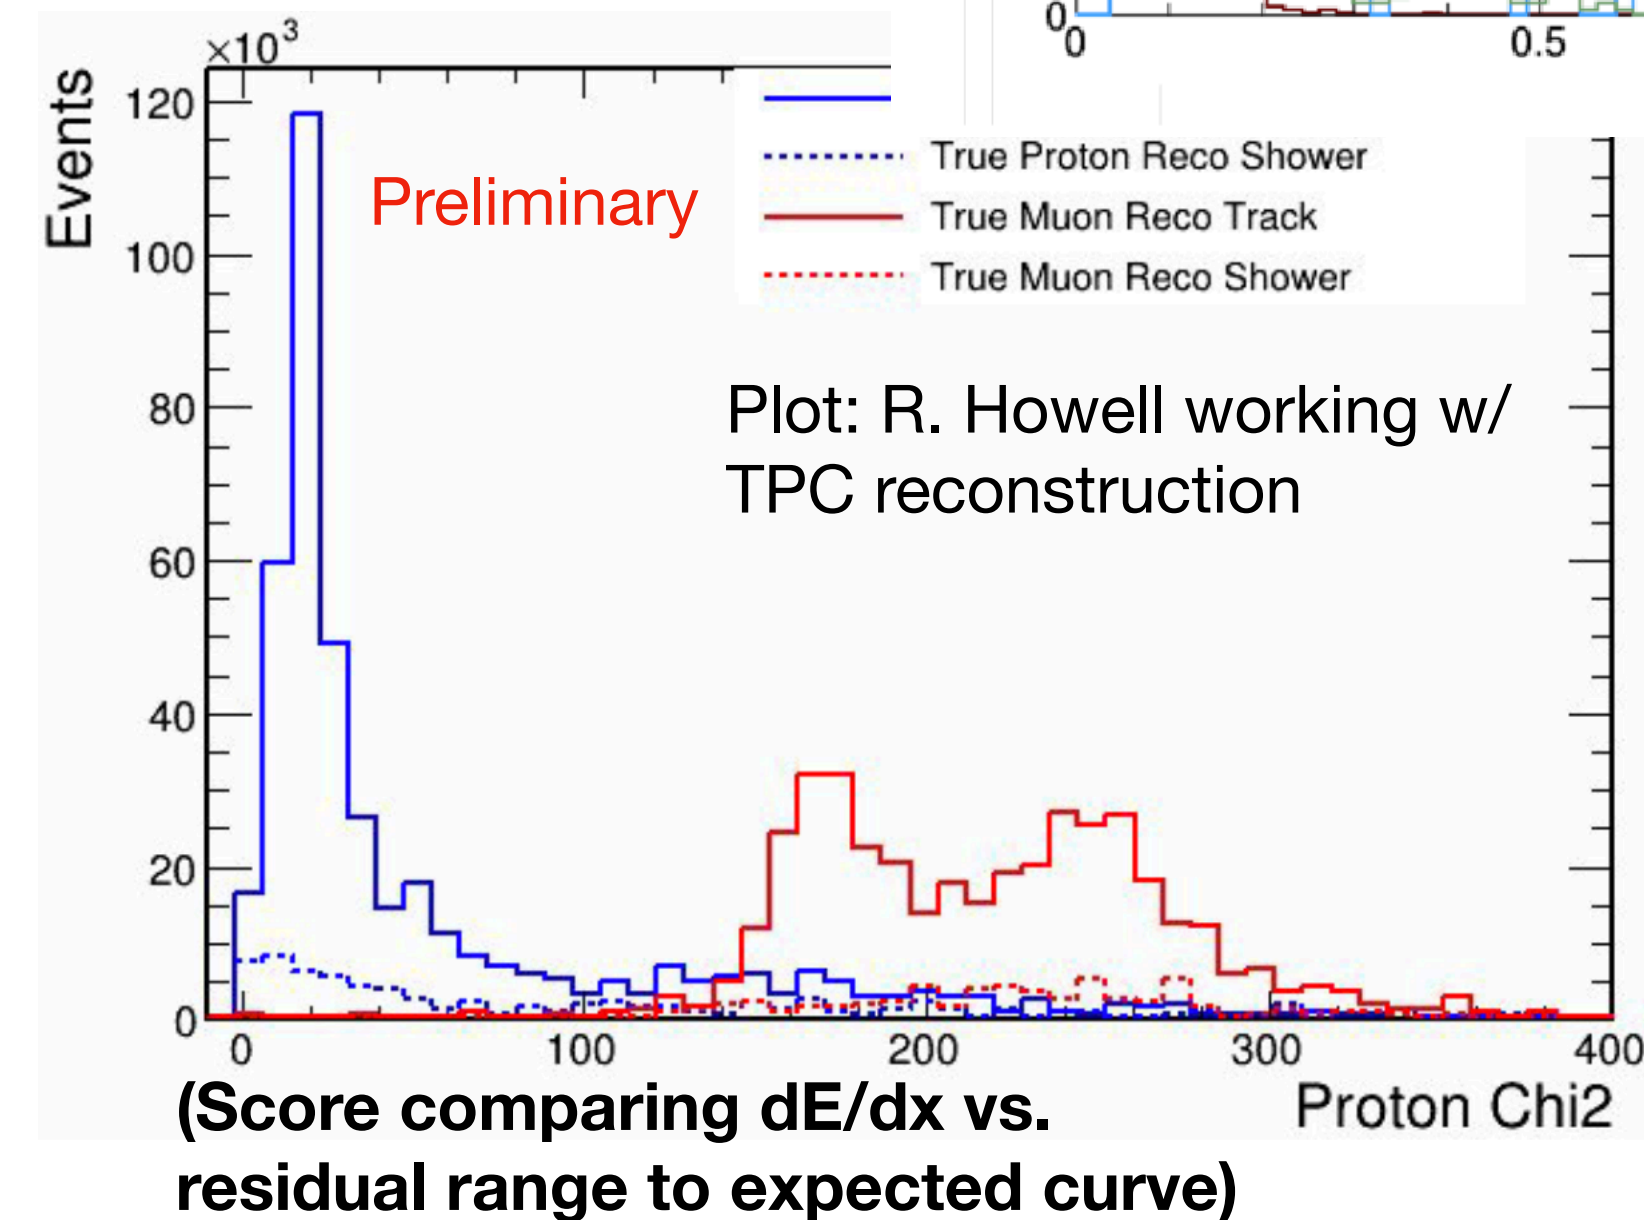 0
0
0.5
×10³
Events
120
100
80
60
40
20
0
Preliminary
True Proton Reco Shower
True Muon Reco Track
True Muon Reco Shower
Plot: R. Howell working w/
TPC reconstruction
0 100 200 300 400
Proton Chi2
(Score comparing dE/dx vs.
residual range to expected curve)